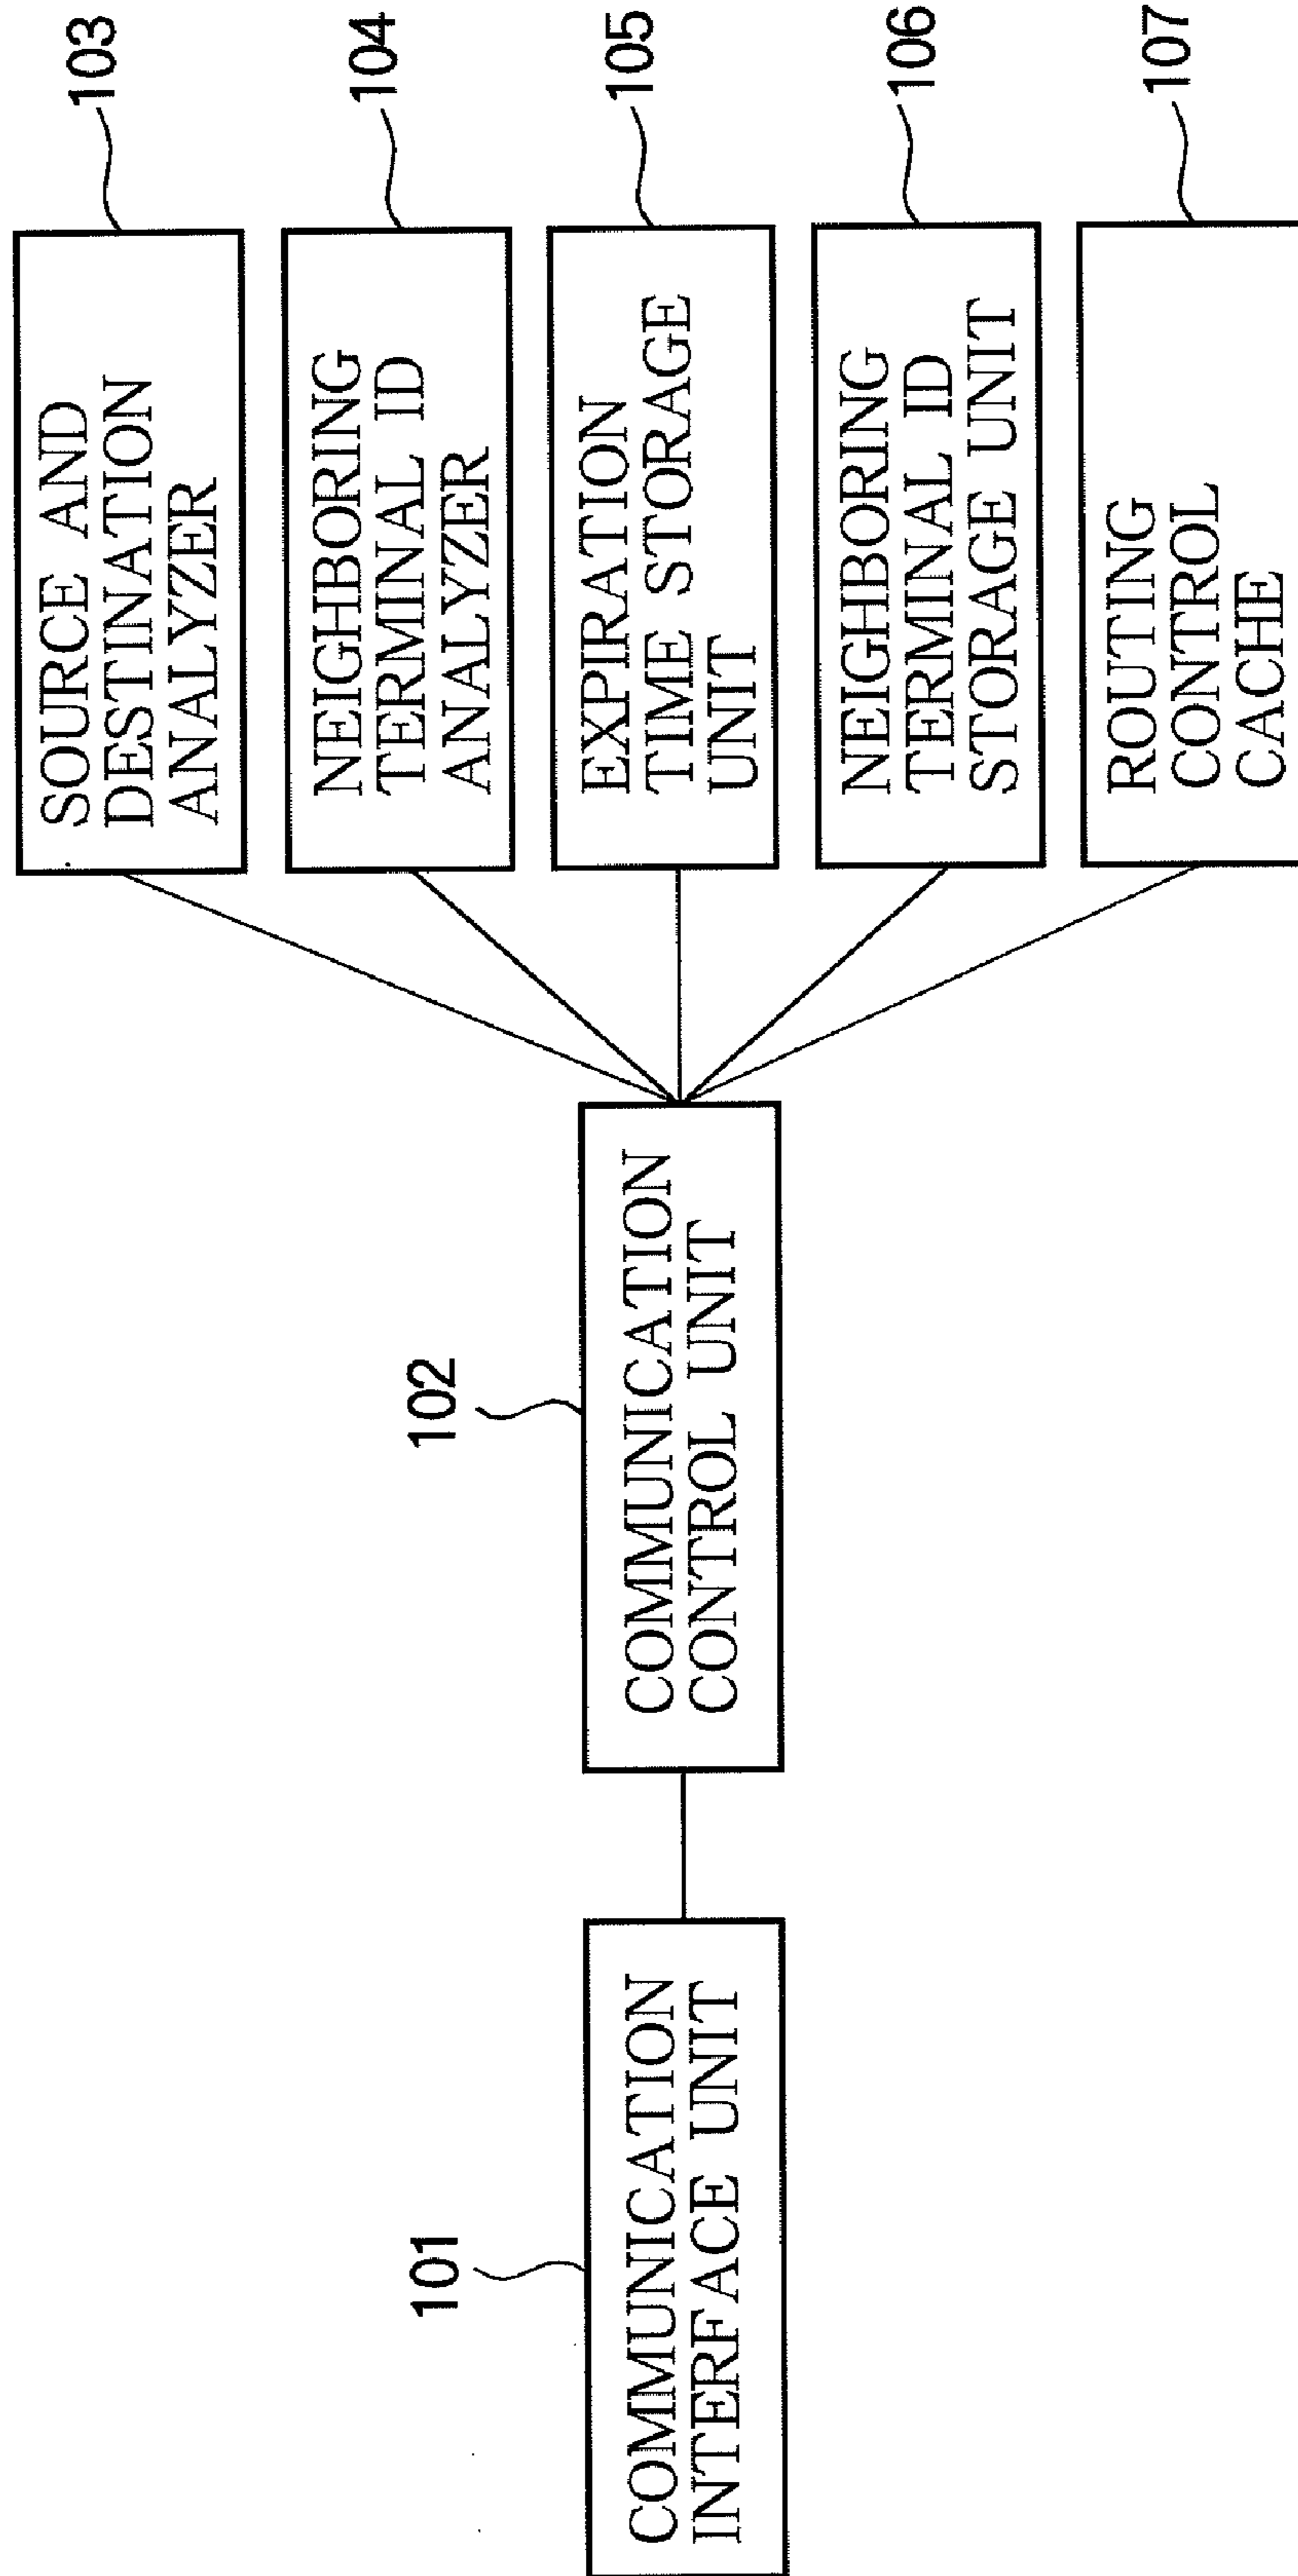 101
COMMUNICATION
INTERFACE UNIT
102
COMMUNICATION
CONTROL UNIT
SOURCE AND
DESTINATION
ANALYZER
103
NEIGHBORING
TERMINAL ID
ANALYZER
104
EXPIRATION
TIME STORAGE
UNIT
105
NEIGHBORING
TERMINAL ID
STORAGE UNIT
106
ROUTING
CONTROL
CACHE
107